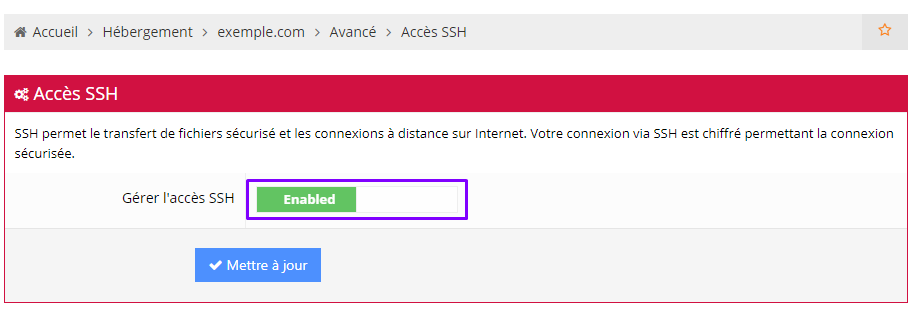 Accueil > Hébergement > exemple.com > Avancé > Accès SSH
Accès SSH
SSH permet le transfert de fichiers sécurisé et les connexions à distance sur Internet. Votre connexion via SSH est chiffré permettant la connexion
sécurisée.
Gérer l'accès SSH Enabled
Mettre à jour